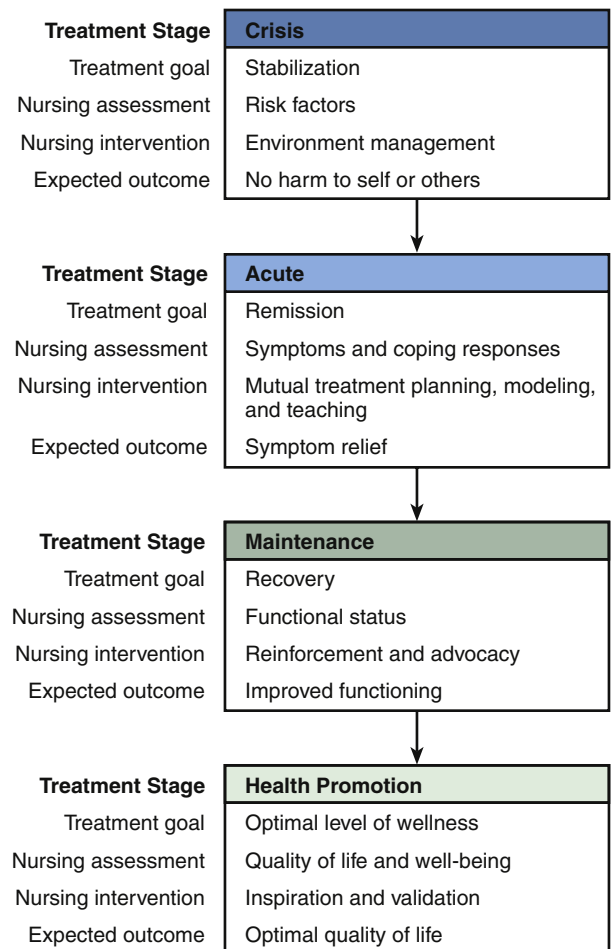 Treatment Stage Crisis
Treatment goal Stabilization
Nursing assessment Risk factors
Nursing intervention Environment management
Expected outcome No harm to self or others
Treatment Stage Acute
Treatment goal Remission
Nursing assessment Symptoms and coping responses
Nursing intervention Mutual treatment planning, modeling,
and teaching
Expected outcome Symptom relief
Treatment Stage Maintenance
Treatment goal Recovery
Nursing assessment Functional status
Nursing intervention Reinforcement and advocacy
Expected outcome Improved functioning
Treatment Stage Health Promotion
Treatment goal Optimal level of wellness
Nursing assessment Quality of life and well-being
Nursing intervention Inspiration and validation
Expected outcome Optimal quality of life